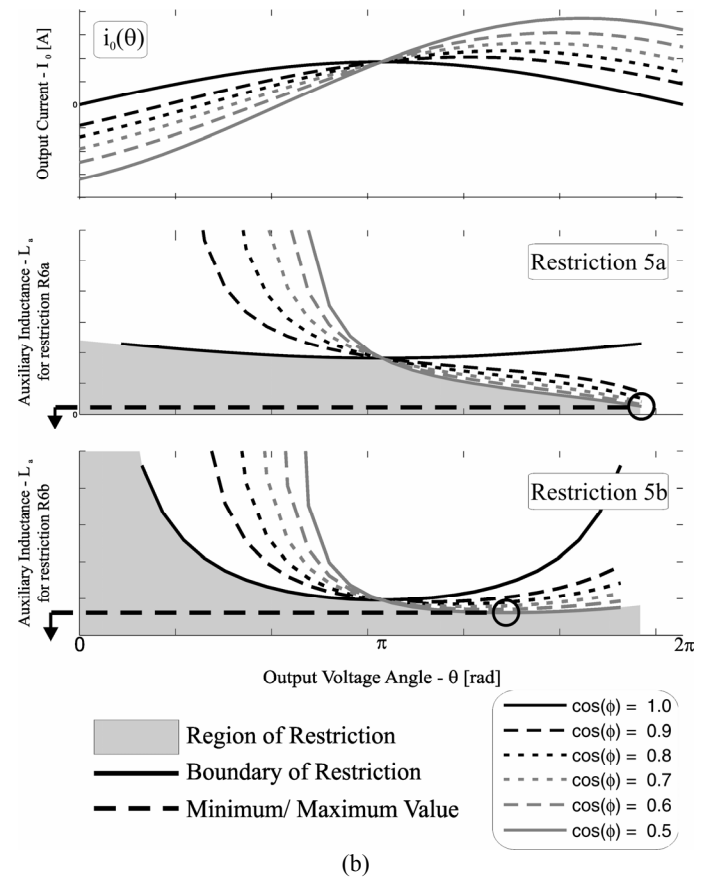 i₀(θ)
Output Current - I₀ [A]
0
Restriction 5a
Auxiliary Inductance - Lₐ
for restriction R6a
0
Restriction 5b
Auxiliary Inductance - Lₐ
for restriction R6b
0 π 2π
Output Voltage Angle - θ [rad]
Region of Restriction
Boundary of Restriction
Minimum/ Maximum Value
cos(ϕ) = 1.0
cos(ϕ) = 0.9
cos(ϕ) = 0.8
cos(ϕ) = 0.7
cos(ϕ) = 0.6
cos(ϕ) = 0.5
(b)